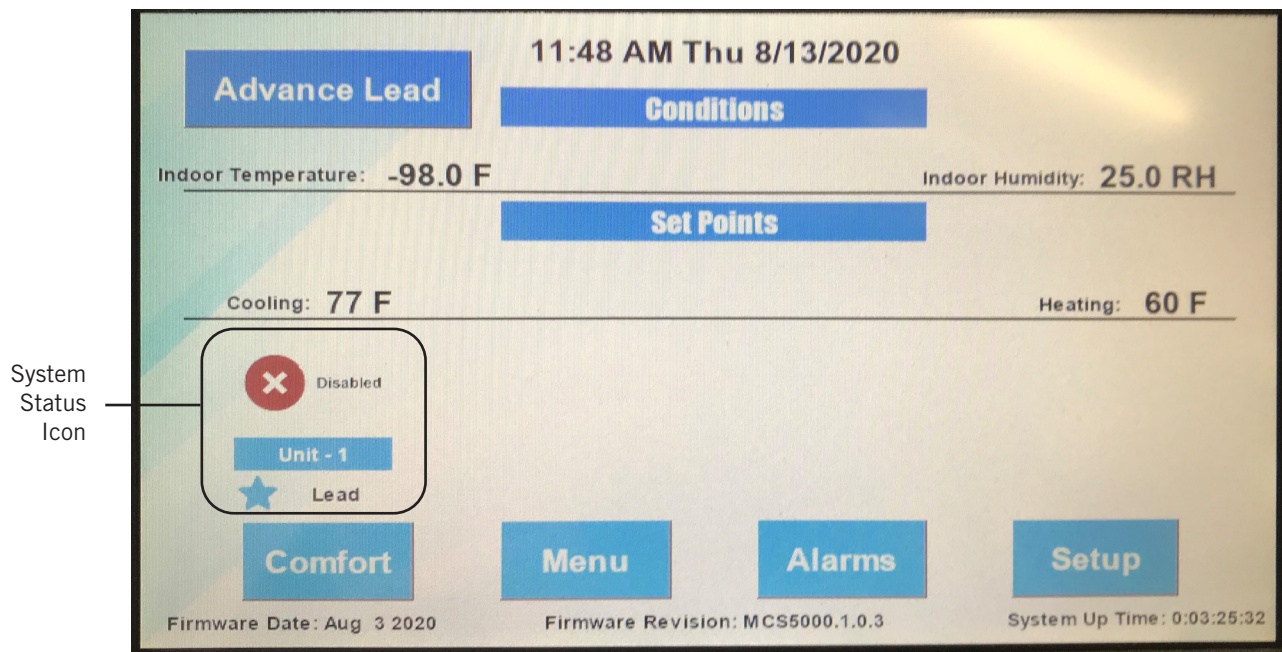 11:48 AM Thu 8/13/2020
Advance Lead
Conditions
Indoor Temperature: -98.0 F
Indoor Humidity: 25.0 RH
Set Points
Cooling: 77 F
Heating: 60 F
System
Status
Icon
Disabled
Unit - 1
Lead
Comfort
Menu
Alarms
Setup
Firmware Date: Aug 3 2020
Firmware Revision: MCS5000.1.0.3
System Up Time: 0:03:25:32